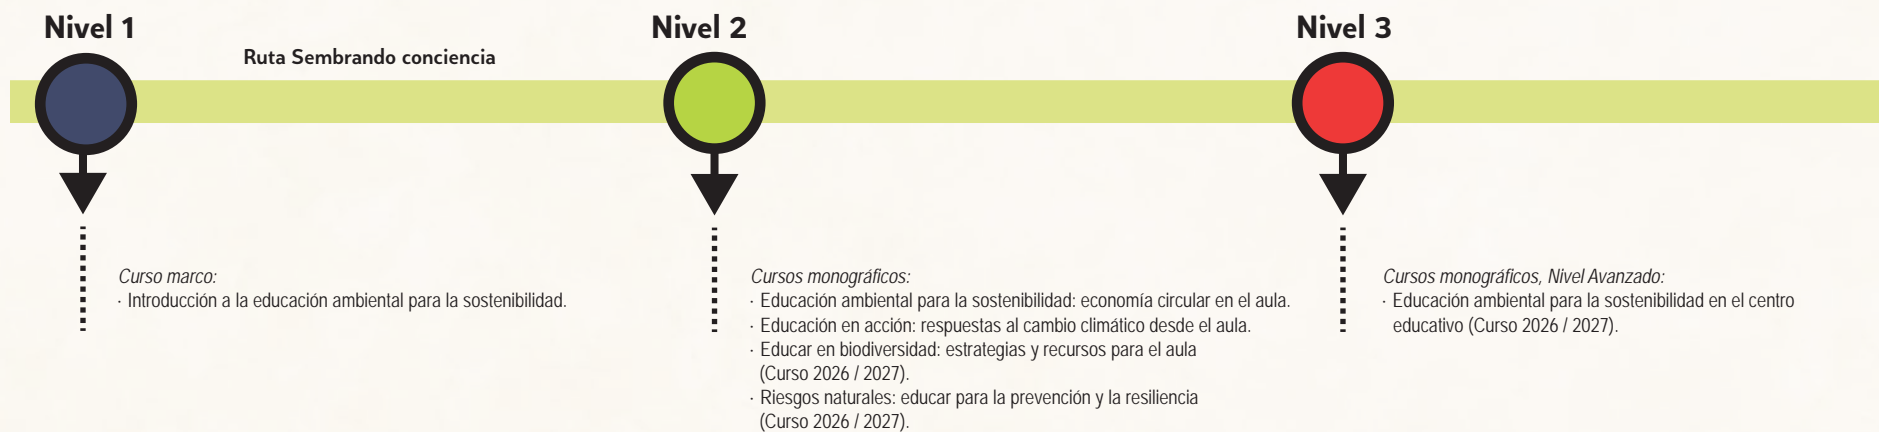 Nivel 1
Ruta Sembrando conciencia
Nivel 2
Nivel 3
Curso marco:
· Introducción a la educación ambiental para la sostenibilidad.
Cursos monográficos:
· Educación ambiental para la sostenibilidad: economía circular en el aula.
· Educación en acción: respuestas al cambio climático desde el aula.
· Educar en biodiversidad: estrategias y recursos para el aula
(Curso 2026 / 2027).
· Riesgos naturales: educar para la prevención y la resiliencia
(Curso 2026 / 2027).
Cursos monográficos, Nivel Avanzado:
· Educación ambiental para la sostenibilidad en el centro
educativo (Curso 2026 / 2027).